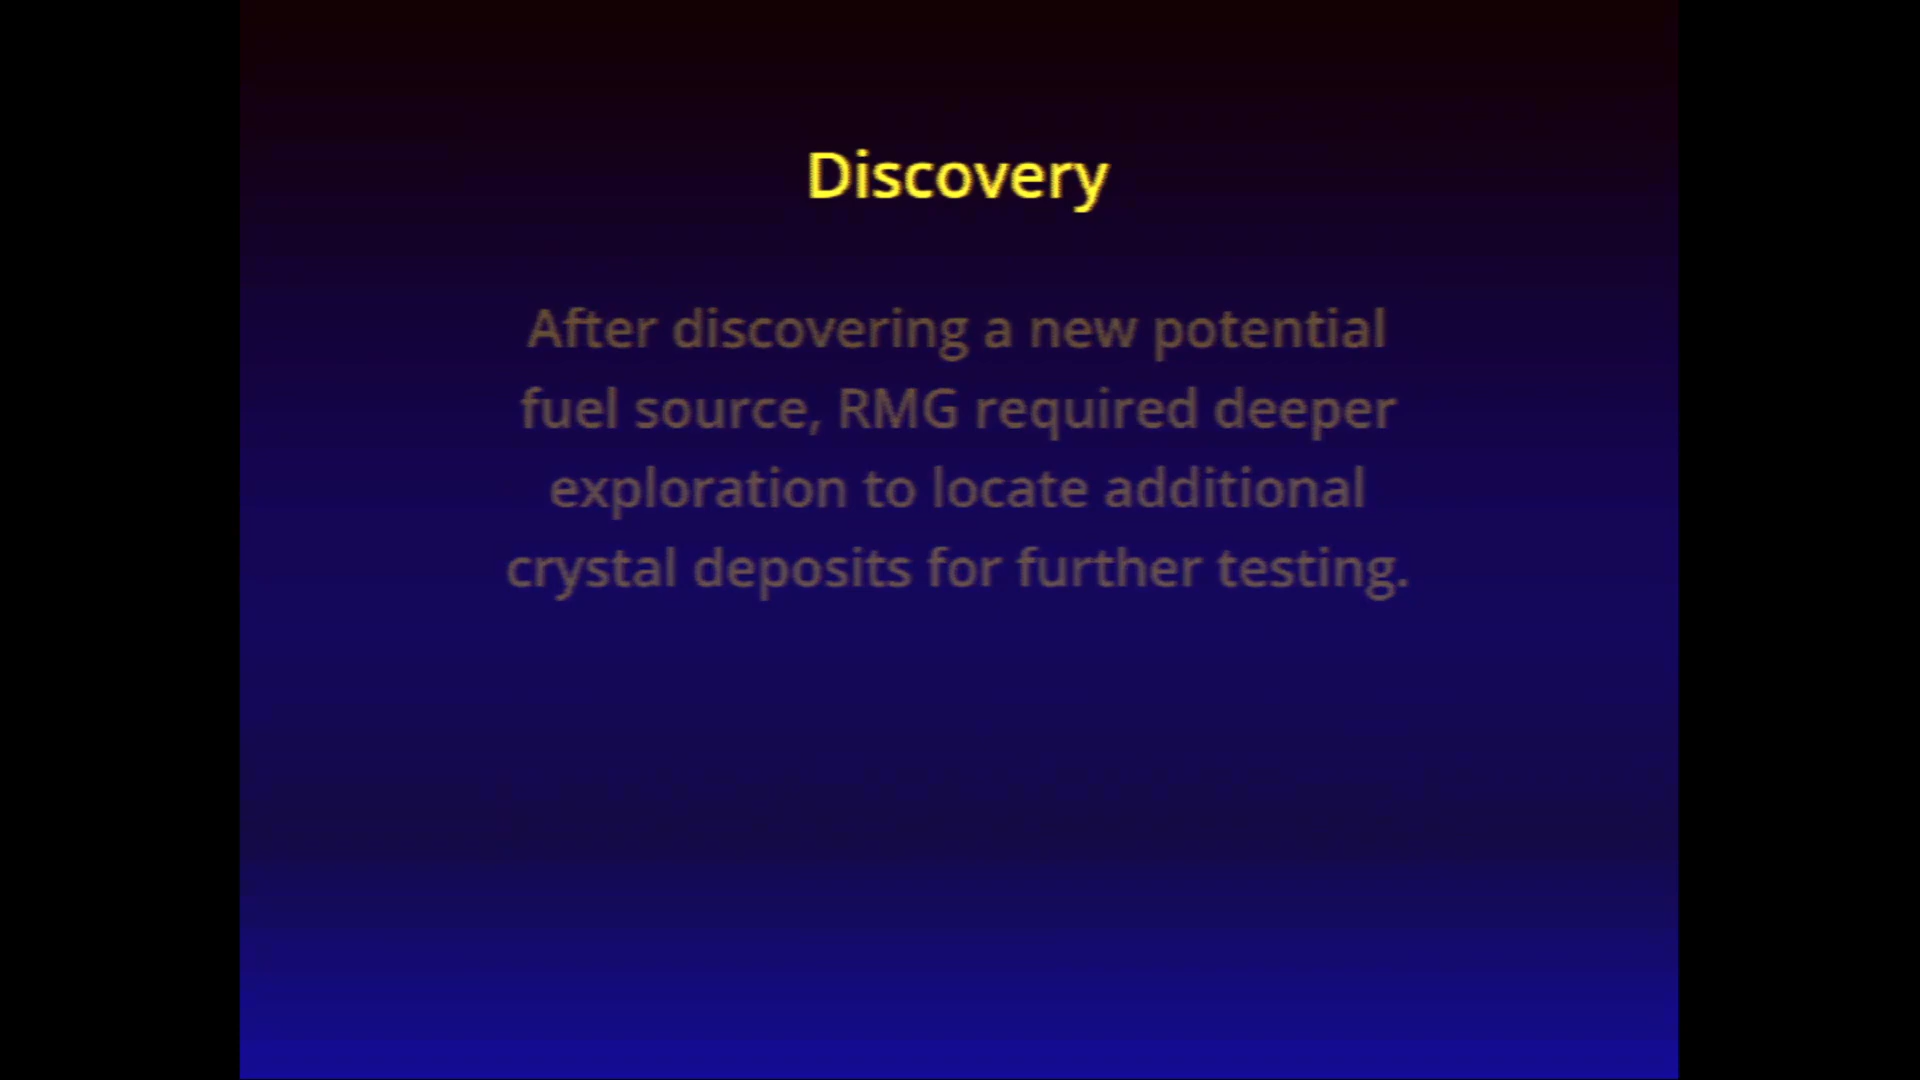 Discovery
After discovering a new potential
fuel source, RMG required deeper
exploration to locate additional
crystal deposits for further testing.